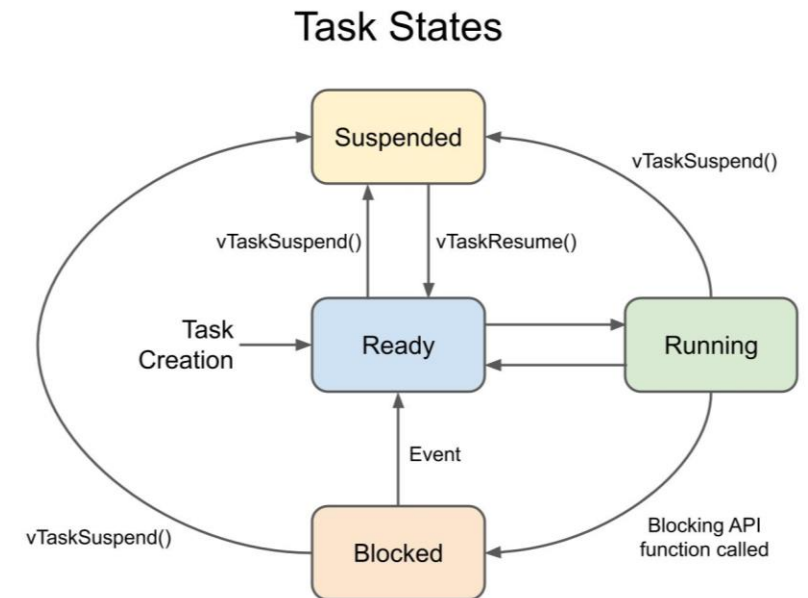 Task States
Suspended
vTaskSuspend()
vTaskSuspend()
vTaskResume()
Task
Creation
Ready
Running
Event
vTaskSuspend()
Blocked
Blocking API
function called